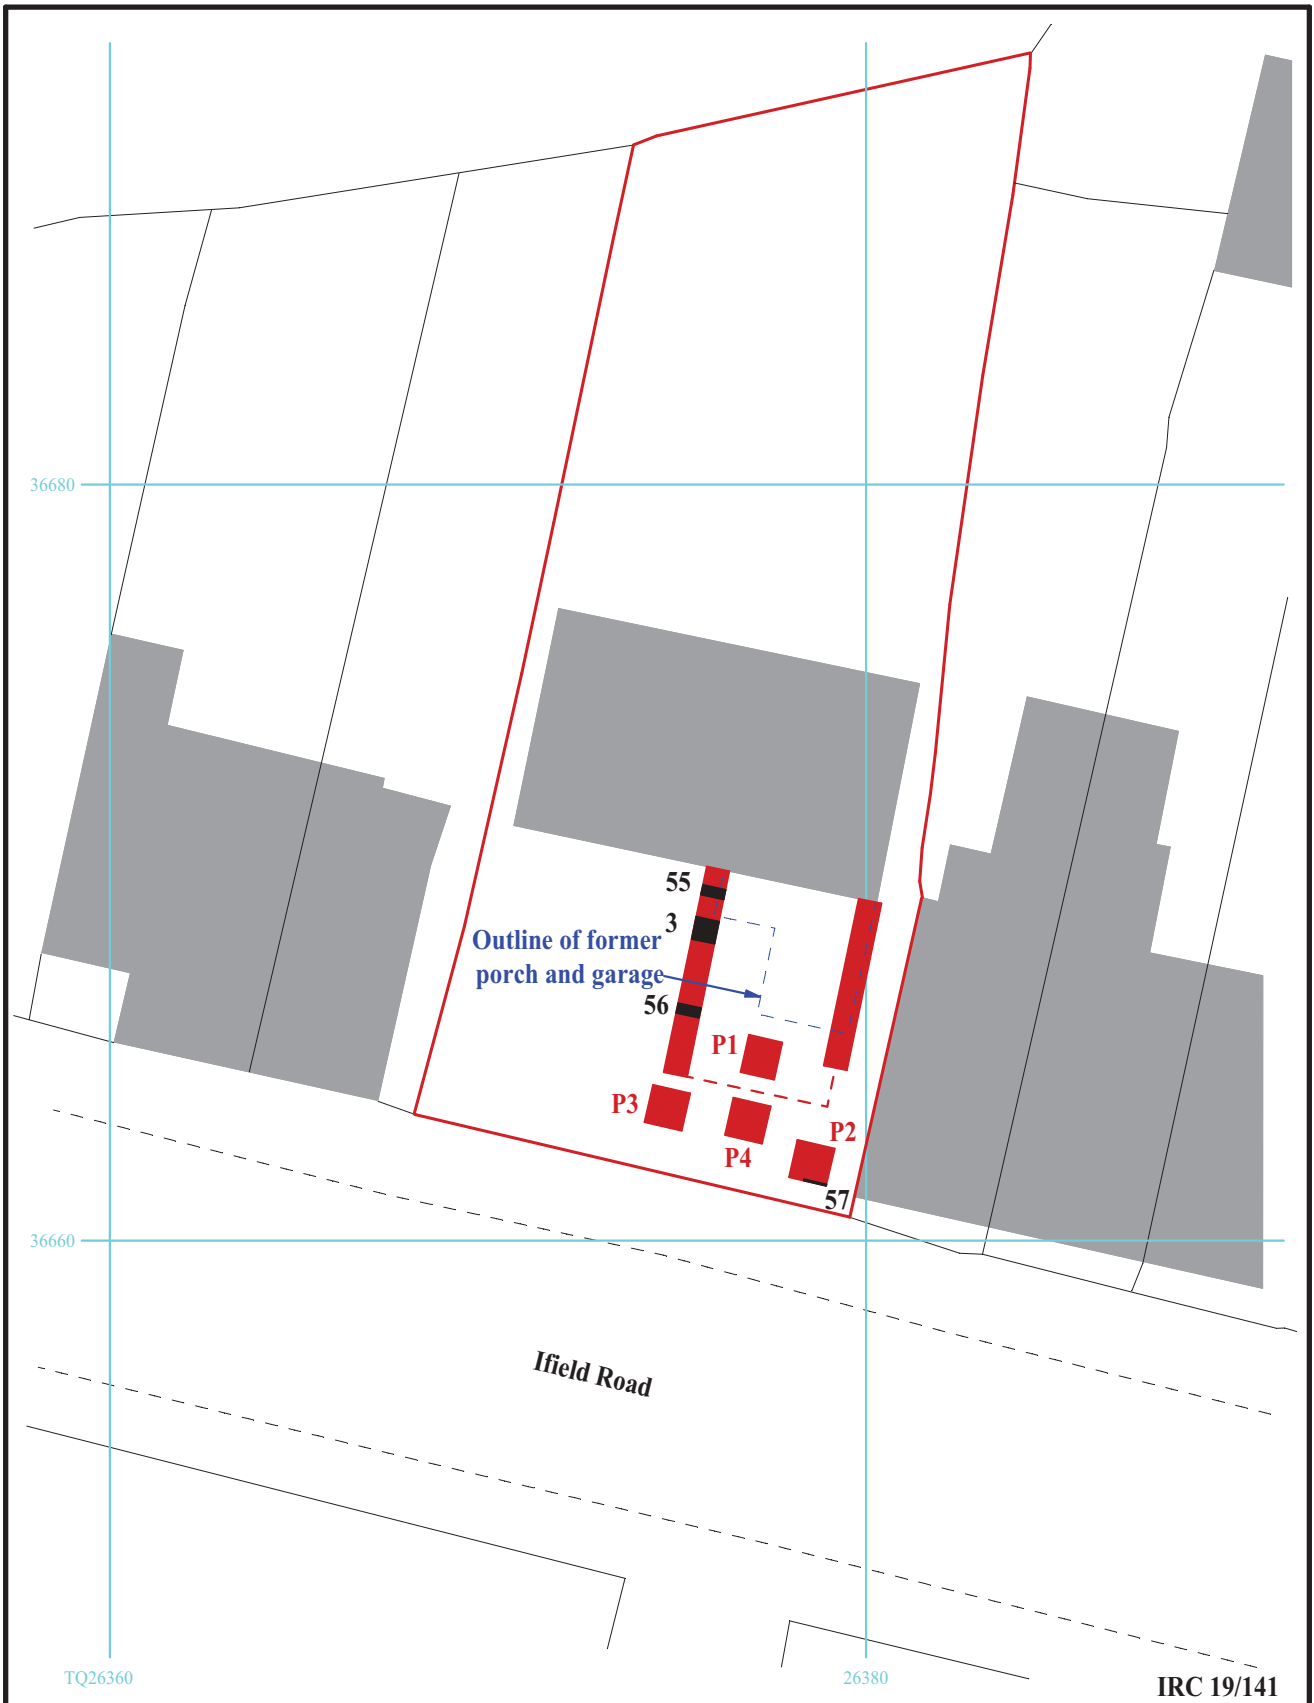 36680
55
3
Outline of former
porch and garage
56
P1
P3
P2
P4
57
36660
Ifield Road
TQ26360
26380
IRC 19/141